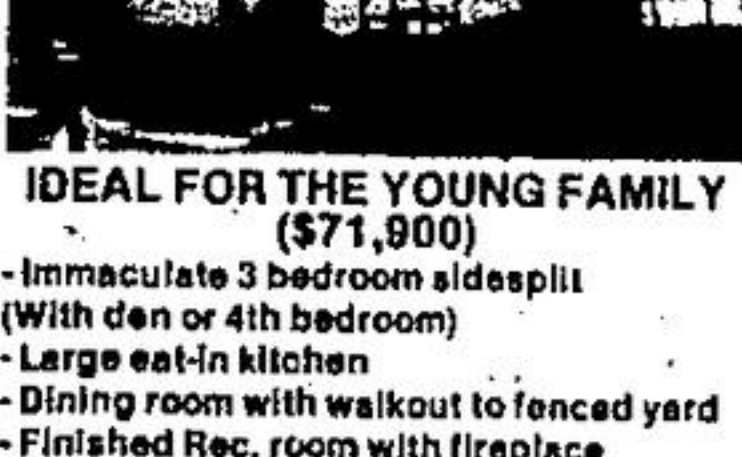 IDEAL FOR THE YOUNG FAMILY
($71,900)
- Immaculate 3 bedroom sidesplit
(With den or 4th bedroom)
- Large eat-in kitchen
- Dining room with walkout to fenced yard
- Finished Rec. room with fireplace